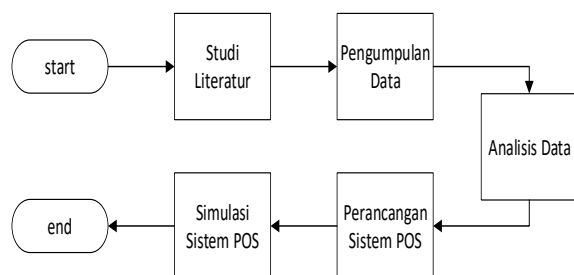 start
Studi
Literatur
Pengumpulan
Data
Analisis Data
Perancangan
Sistem POS
Simulasi
Sistem POS
end